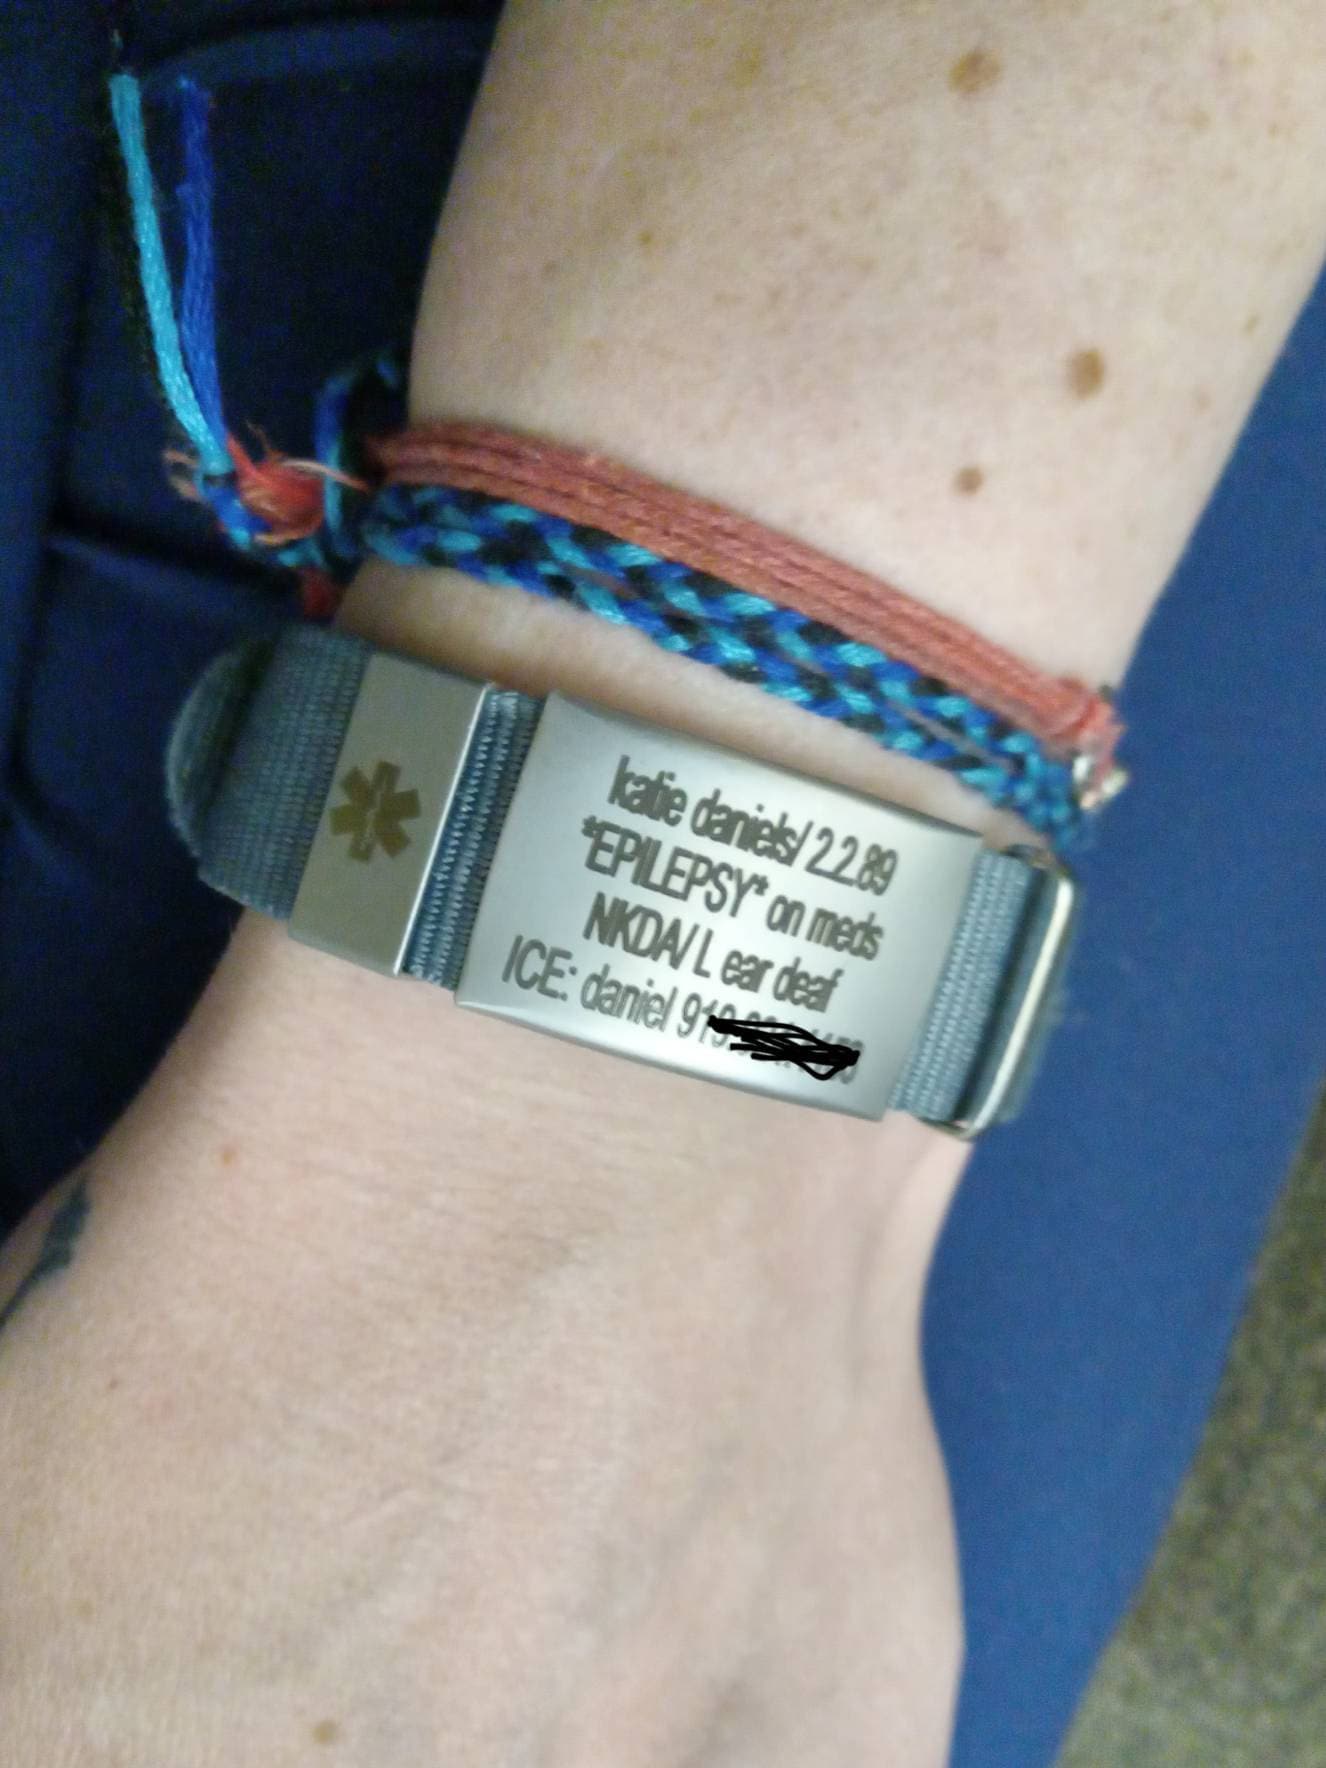 katie daniels/ 2.2.89
*EPILEPSY* on meds
NKDA/ L ear deaf
ICE: daniel